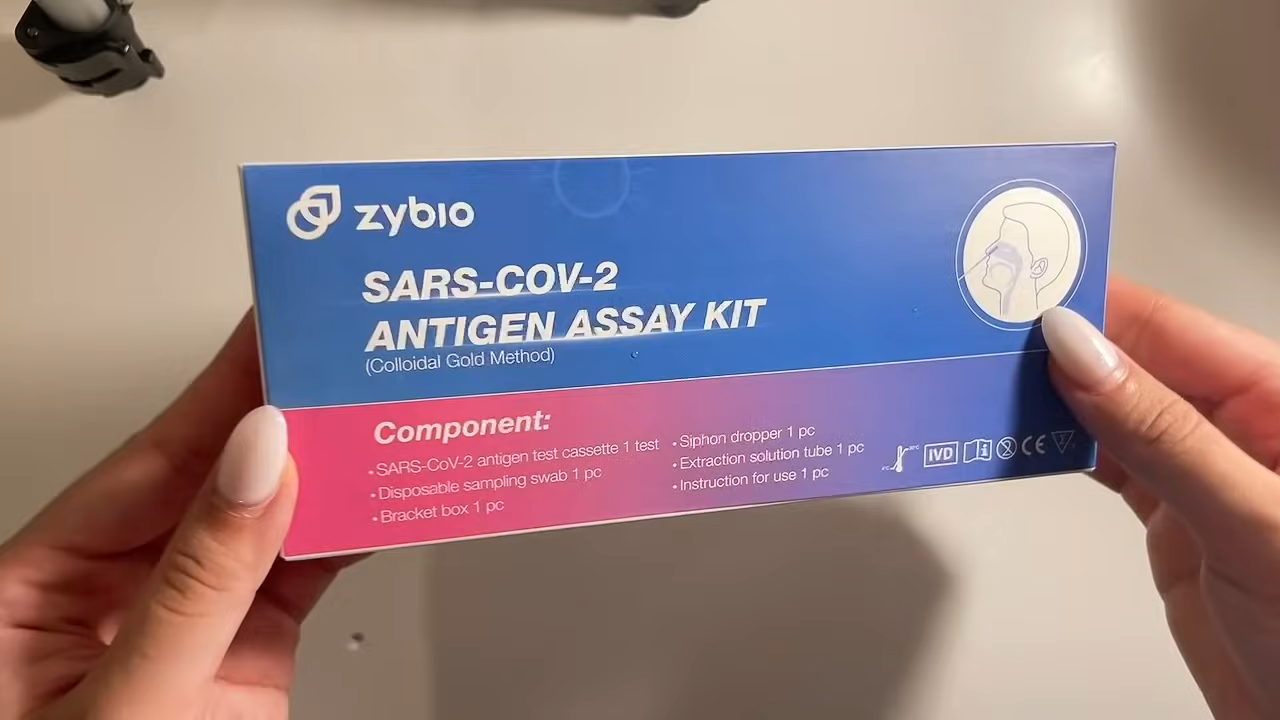 zybio
SARS-COV-2
ANTIGEN ASSAY KIT
(Colloidal Gold Method)
Component:
•SARS-CoV-2 antigen test cassette 1 test
•Disposable sampling swab 1 pc
•Bracket box 1 pc
•Siphon dropper 1 pc
•Extraction solution tube 1 pc
•Instruction for use 1 pc
IVD
CE